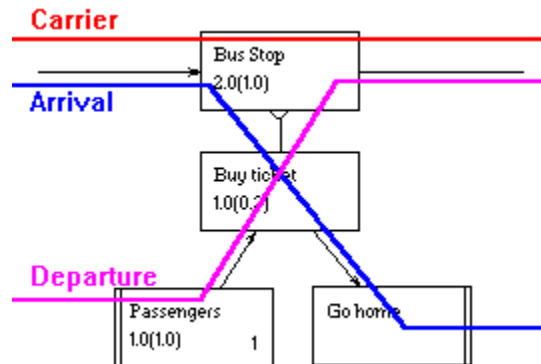 Carrier
Bus Stop
2.0(1.0)
Arrival
Buy ticket
1.0(0.2)
Departure
Passengers
1.0(1.0)
1
Go home